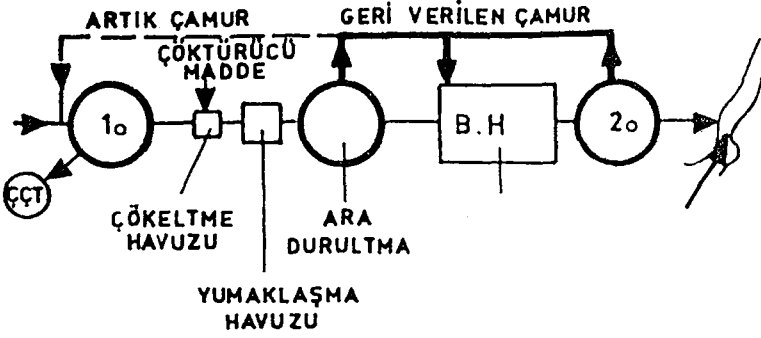 ARTIK ÇAMUR
GERİ VERİLEN ÇAMUR
ÇÖKTÜRÜCÜ
MADDE
1o
B.H
2o
ÇÇT
ÇÖKELTME
HAVUZU
ARA
DURULTMA
YUMAKLAŞMA
HAVUZU